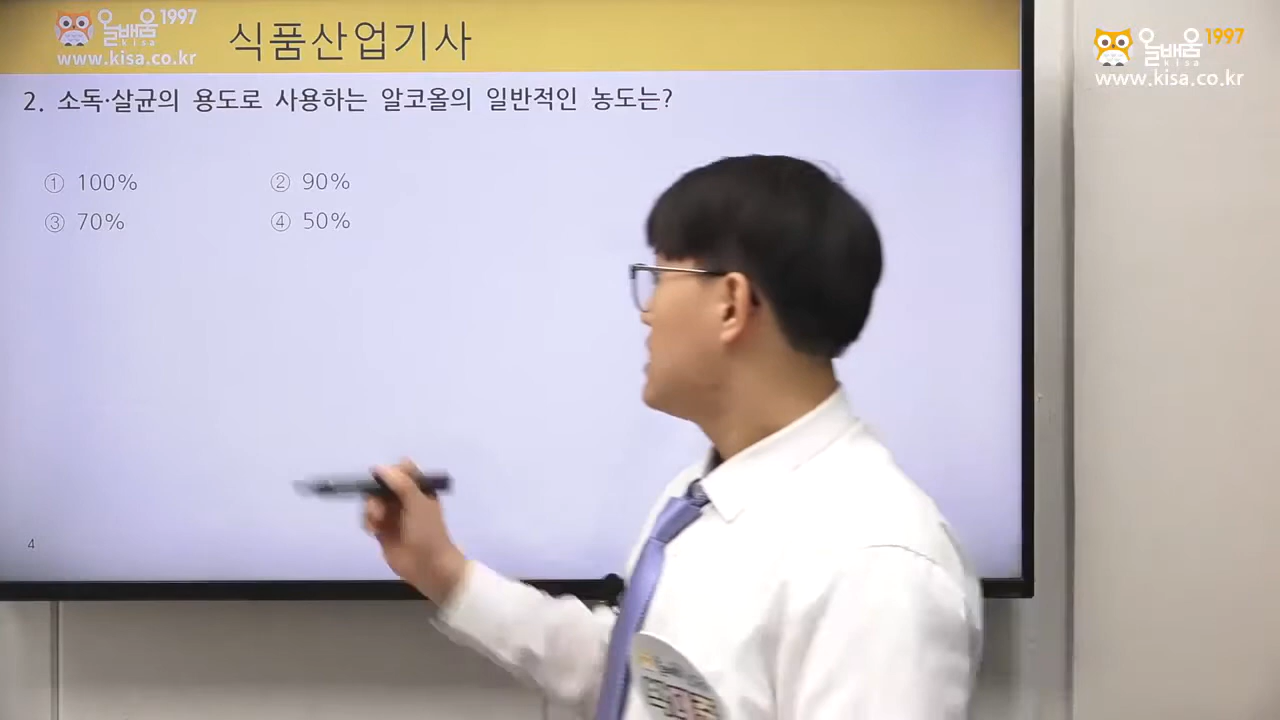 올배움 1997
kisa
www.kisa.co.kr
식품산업기사
2. 소독·살균의 용도로 사용하는 알코올의 일반적인 농도는?
① 100%
② 90%
③ 70%
④ 50%
4
올배움 1997
kisa
www.kisa.co.kr